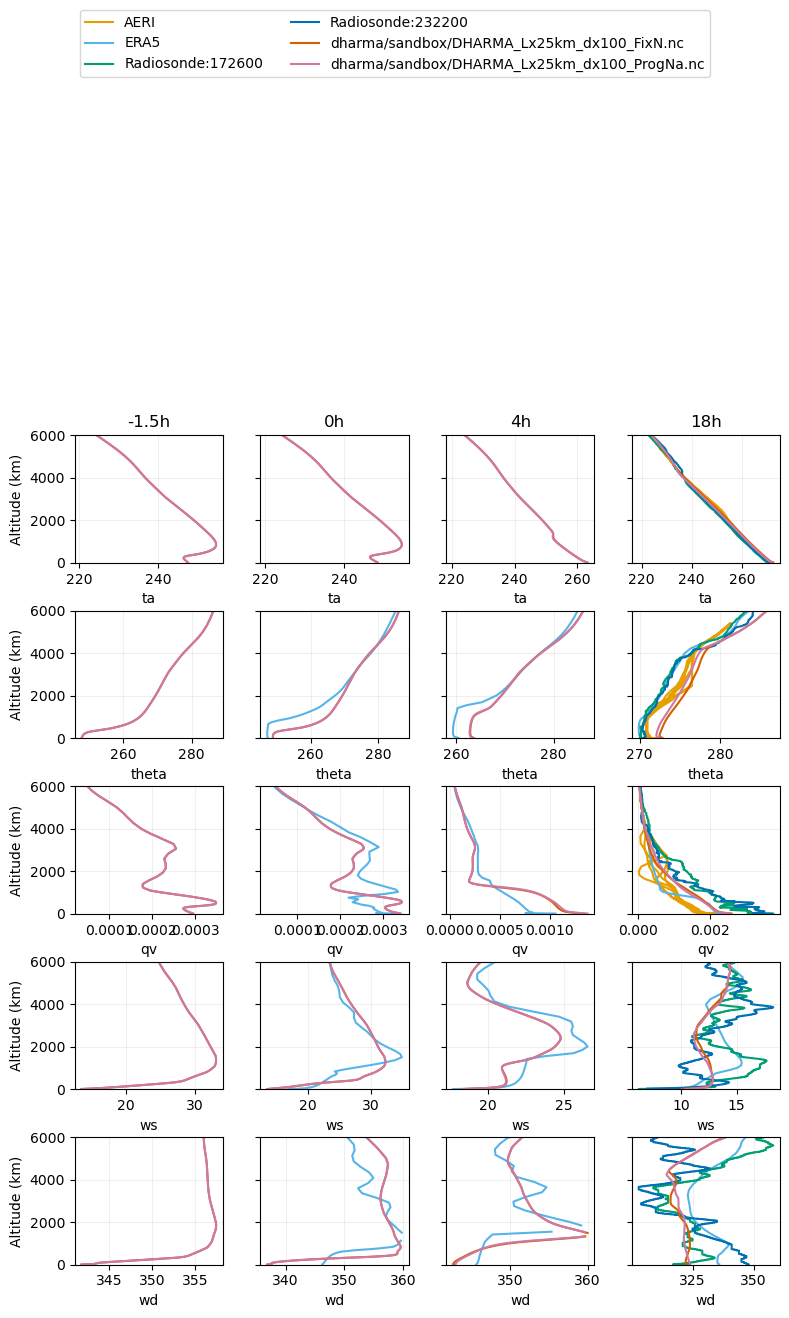 AERI
ERA5
Radiosonde:172600
Radiosonde:232200
dharma/sandbox/DHARMA_Lx25km_dx100_FixN.nc
dharma/sandbox/DHARMA_Lx25km_dx100_ProgNa.nc
-1.5h 0h 4h 18h
6000
4000
2000
0
Altitude (km)
220 240 220 240 220 240 260 220 240 260
ta ta ta ta
6000
4000
2000
0
Altitude (km)
260 280 260 280 260 280 270 280
theta theta theta theta
6000
4000
2000
0
Altitude (km)
0.0001 0.0002 0.0003 0.0001 0.0002 0.0003 0.0000 0.0005 0.0010 0.000 0.002
qv qv qv qv
6000
4000
2000
0
Altitude (km)
20 30 20 30 20 25 10 15
ws ws ws ws
6000
4000
2000
0
Altitude (km)
345 350 355 340 350 360 350 360 325 350
wd wd wd wd